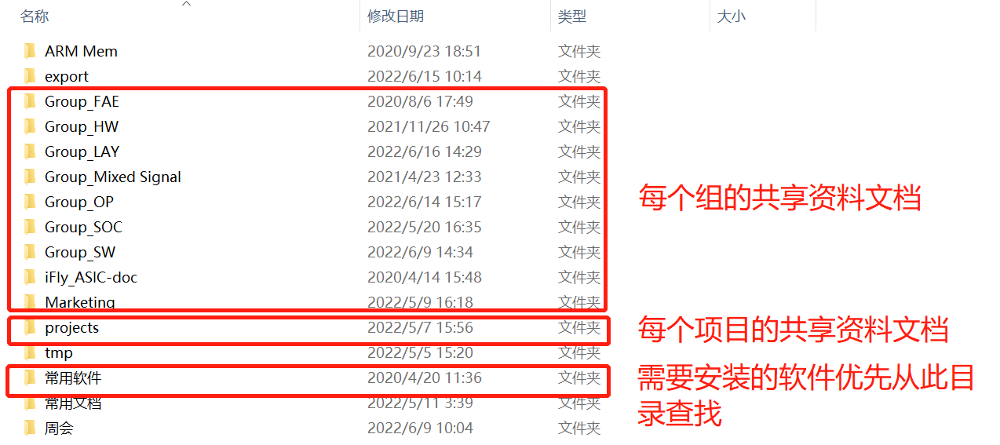 名称 修改日期 类型 大小
ARM Mem 2020/9/23 18:51 文件夹
export 2022/6/15 10:14 文件夹
Group_FAE 2020/8/6 17:49 文件夹
Group_HW 2021/11/26 10:47 文件夹
Group_LAY 2022/6/16 14:29 文件夹
Group_Mixed Signal 2021/4/23 12:33 文件夹
Group_OP 2022/6/14 15:17 文件夹
Group_SOC 2022/5/20 16:35 文件夹
Group_SW 2022/6/9 14:34 文件夹
iFly_ASIC-doc 2020/4/14 15:48 文件夹
Marketing 2022/5/9 16:18 文件夹
每个组的共享资料文档
projects 2022/5/7 15:56 文件夹
每个项目的共享资料文档
tmp 2022/5/5 15:20 文件夹
常用软件 2020/4/20 11:36 文件夹
需要安装的软件优先从此目
录查找
常用文档 2022/5/11 3:39 文件夹
周会 2022/6/9 10:04 文件夹